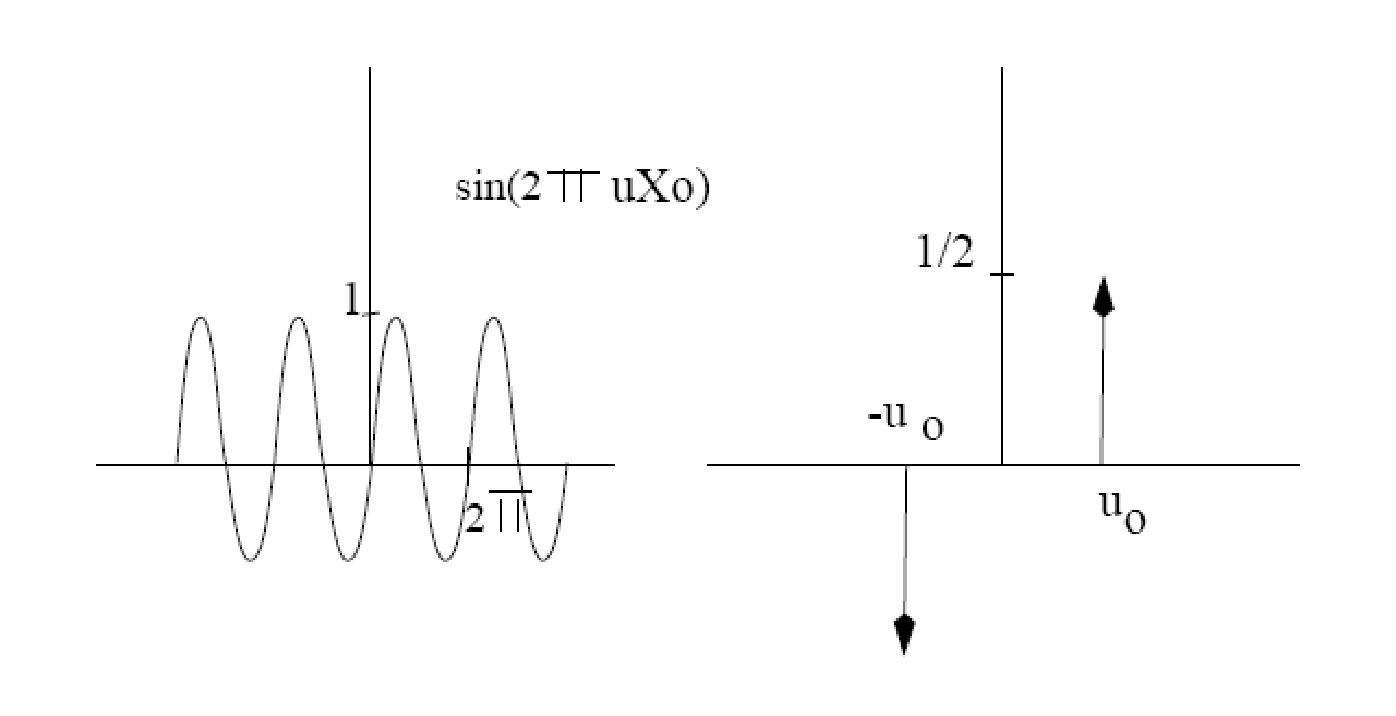 sin(2π uXo)
1
2π
1/2
-u o
u o